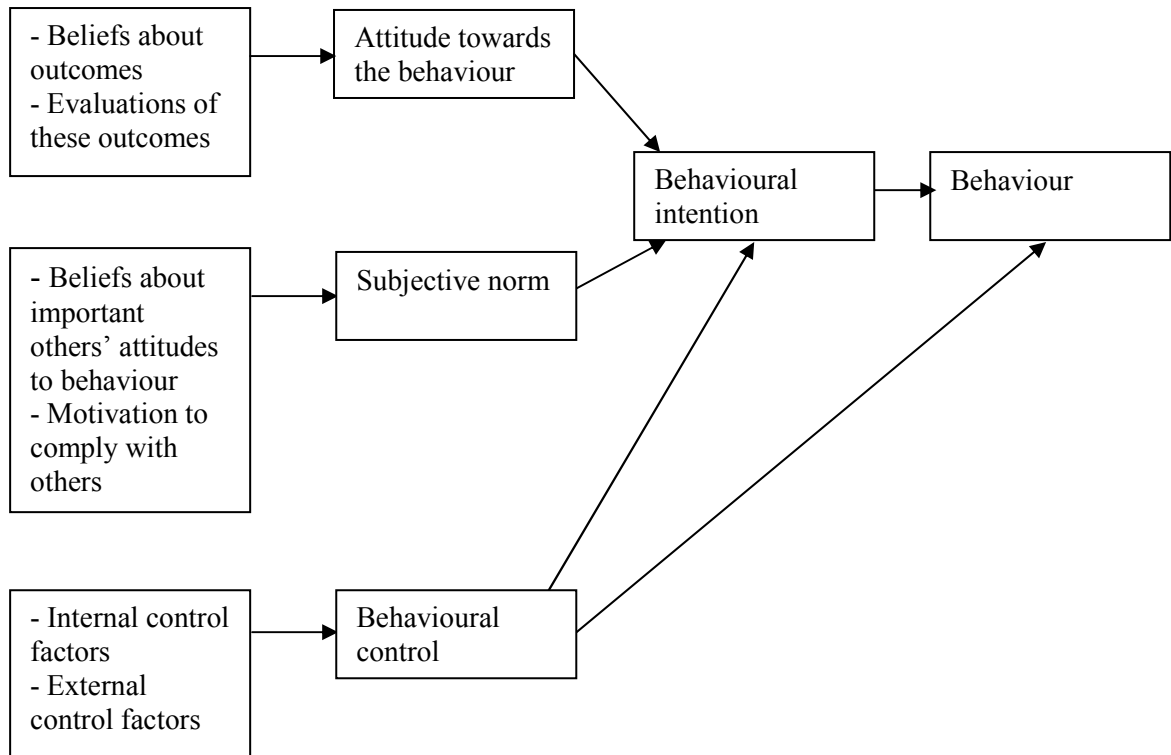 - Beliefs about
outcomes
- Evaluations of
these outcomes
Attitude towards
the behaviour
Behavioural
intention
Behaviour
- Beliefs about
important
others’ attitudes
to behaviour
- Motivation to
comply with
others
Subjective norm
- Internal control
factors
- External
control factors
Behavioural
control